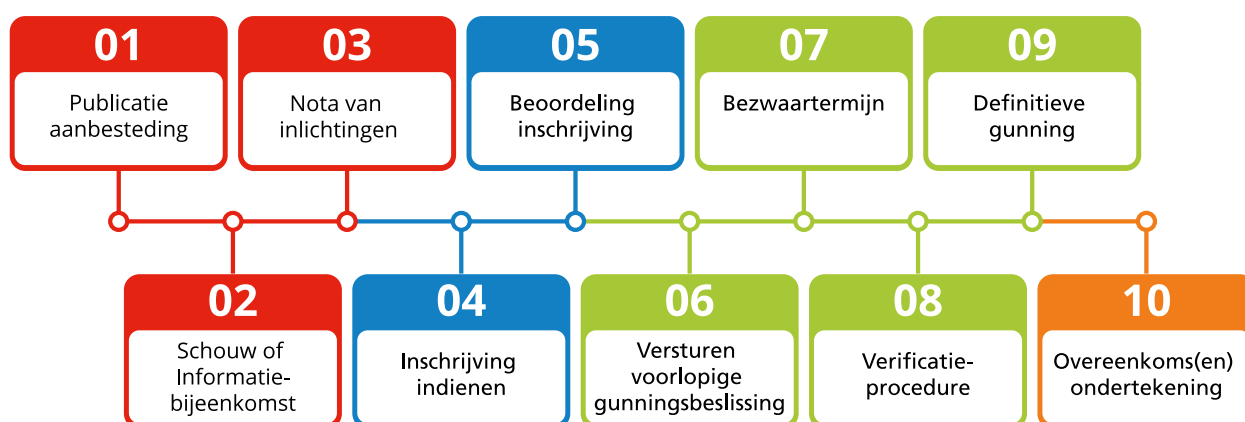 01
Publicatie
aanbesteding
02
Schouw of
Informatie-
bijeenkomst
03
Nota van
inlichtingen
04
Inschrijving
indienen
05
Beoordeling
inschrijving
06
Versturen
voorlopige
gunningsbeslissing
07
Bezwaartermijn
08
Verificatie-
procedure
09
Definitieve
gunning
10
Overeenkoms(en)
ondertekening